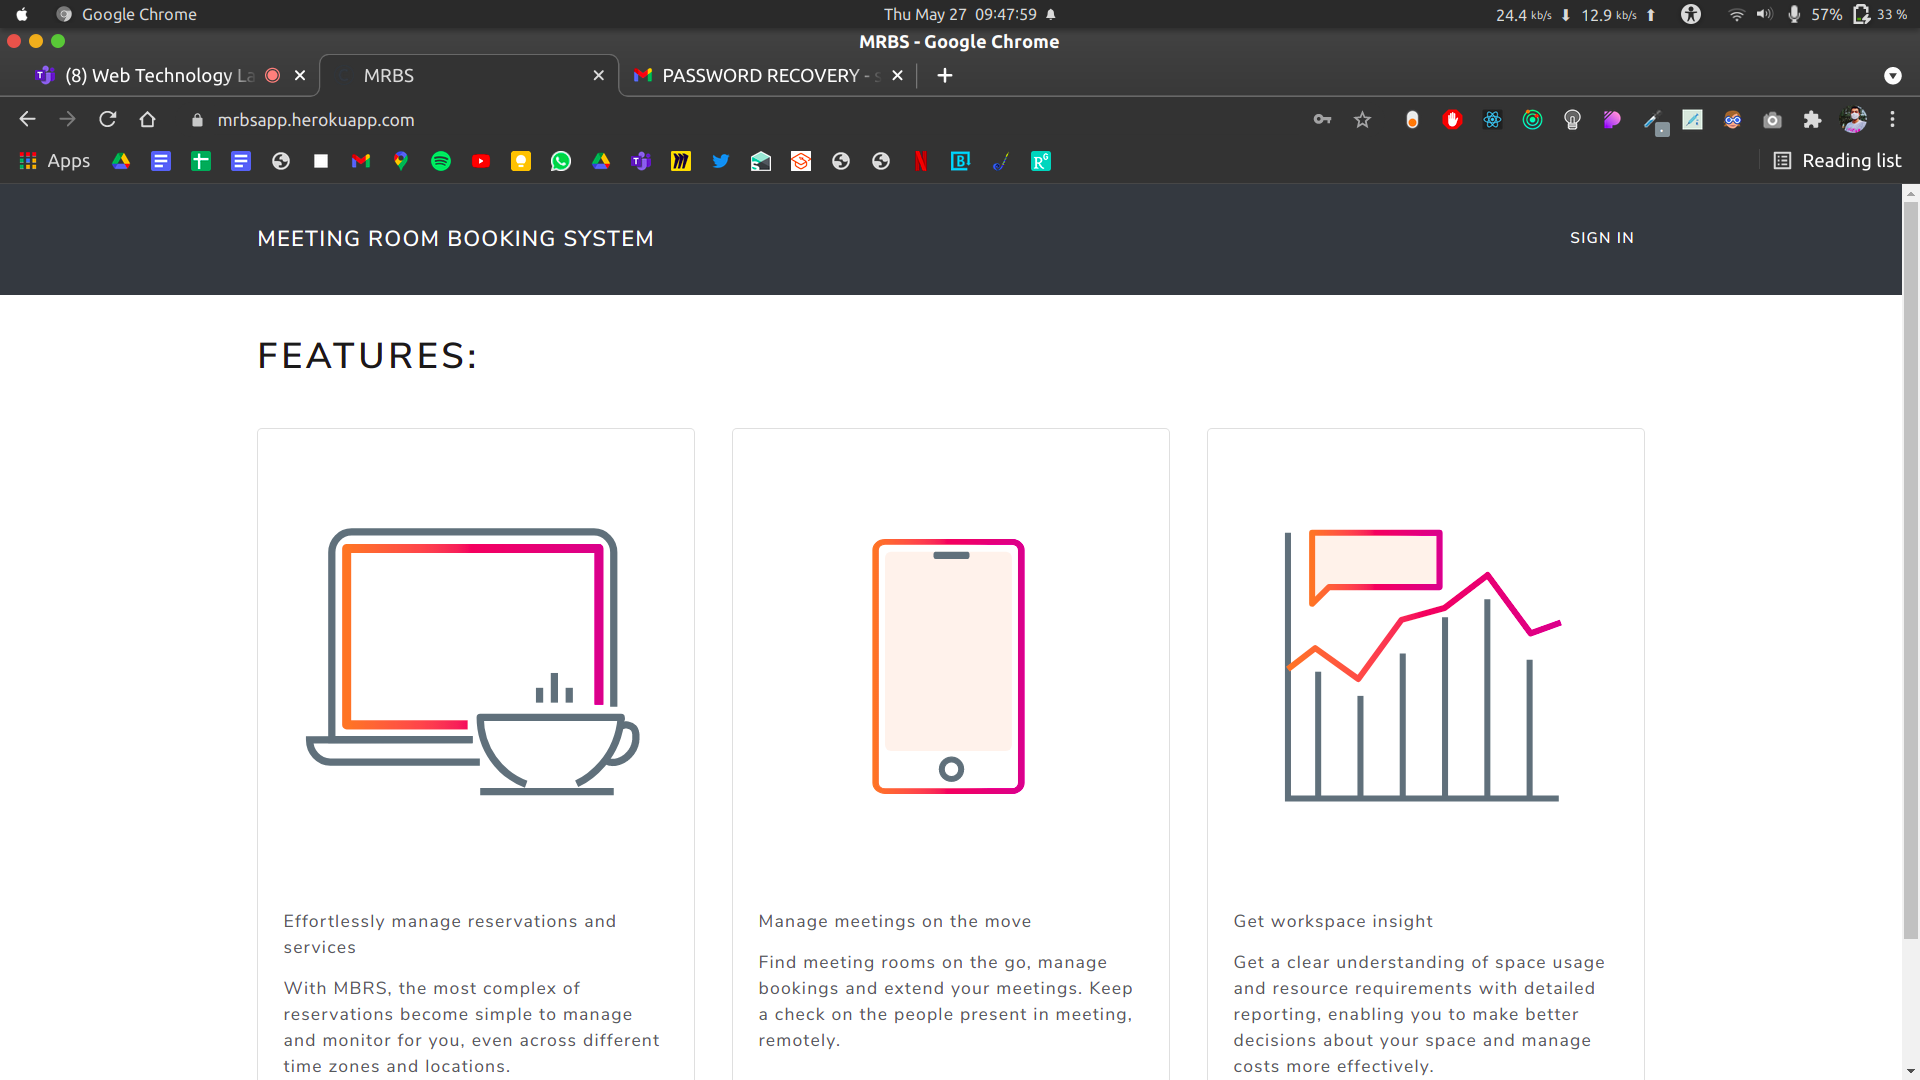 Google Chrome
Thu May 27 09:47:59
24.4 kb/s 12.9 kb/s 57% 33 %
MRBS - Google Chrome
(8) Web Technology La
MRBS
PASSWORD RECOVERY - s
mrbsapp.herokuapp.com
Apps
Reading list
MEETING ROOM BOOKING SYSTEM
SIGN IN
FEATURES:
Effortlessly manage reservations and
services
With MBRS, the most complex of
reservations become simple to manage
and monitor for you, even across different
time zones and locations.
Manage meetings on the move
Find meeting rooms on the go, manage
bookings and extend your meetings. Keep
a check on the people present in meeting,
remotely.
Get workspace insight
Get a clear understanding of space usage
and resource requirements with detailed
reporting, enabling you to make better
decisions about your space and manage
costs more effectively.